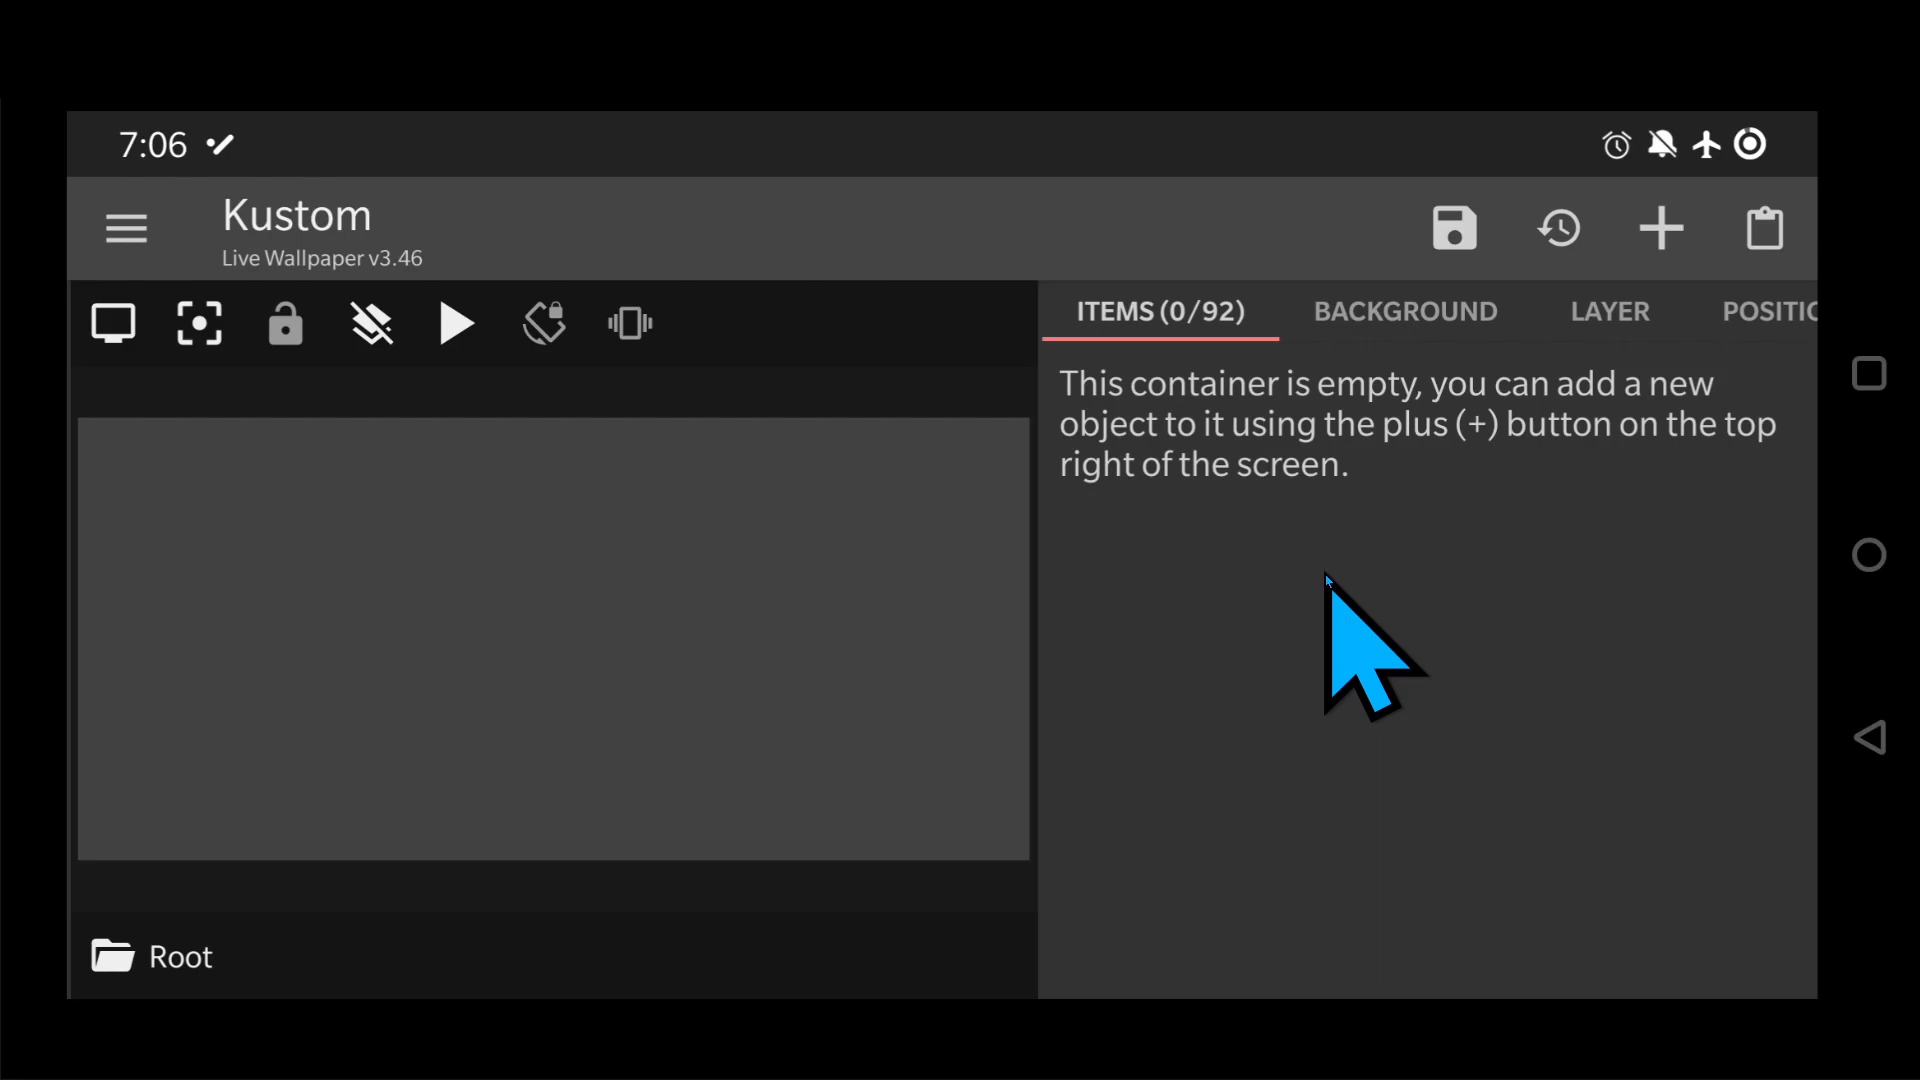 7:06
Kustom
Live Wallpaper v3.46
ITEMS (0/92) BACKGROUND LAYER POSITIC
This container is empty, you can add a new
object to it using the plus (+) button on the top
right of the screen.
Root